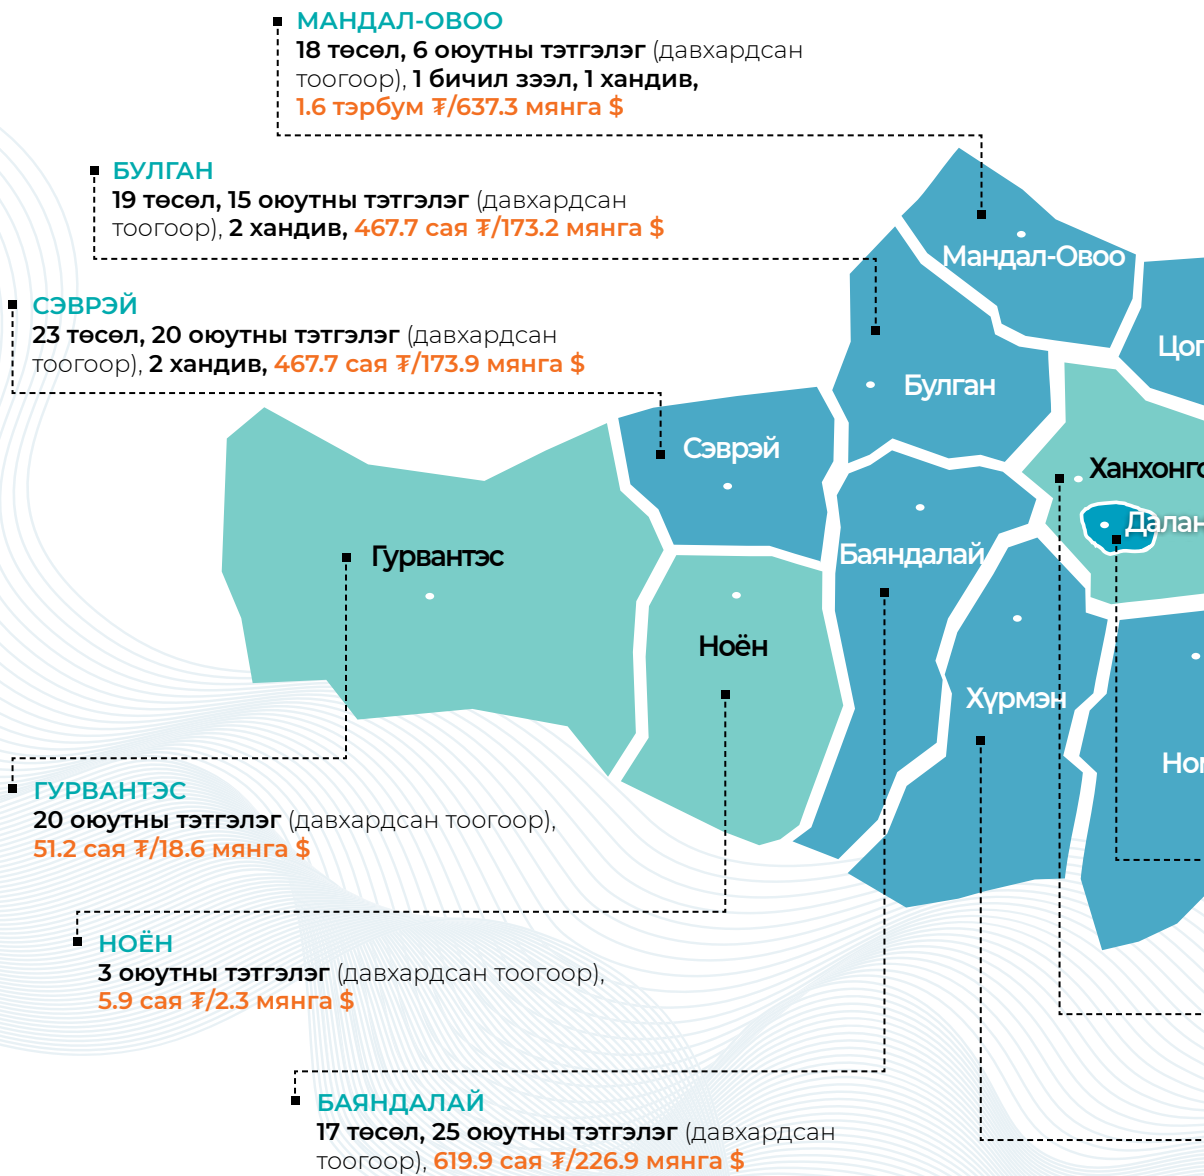 МАНДАЛ-ОВОО
18 төсөл, 6 оюутны тэтгэлэг (давхардсан
тоогоор), 1 бичил зээл, 1 хандив,
1.6 тэрбум ₮/637.3 мянга $
БУЛГАН
19 төсөл, 15 оюутны тэтгэлэг (давхардсан
тоогоор), 2 хандив, 467.7 сая ₮/173.2 мянга $
СЭВРЭЙ
23 төсөл, 20 оюутны тэтгэлэг (давхардсан
тоогоор), 2 хандив, 467.7 сая ₮/173.9 мянга $
Мандал-Овоо
Цог
Булган
Сэврэй
Ханхонго
Далан
Гурвантэс
Баяндалай
Ноён
Хүрмэн
Ном
ГУРВАНТЭС
20 оюутны тэтгэлэг (давхардсан тоогоор),
51.2 сая ₮/18.6 мянга $
НОЁН
3 оюутны тэтгэлэг (давхардсан тоогоор),
5.9 сая ₮/2.3 мянга $
БАЯНДАЛАЙ
17 төсөл, 25 оюутны тэтгэлэг (давхардсан
тоогоор), 619.9 сая ₮/226.9 мянга $